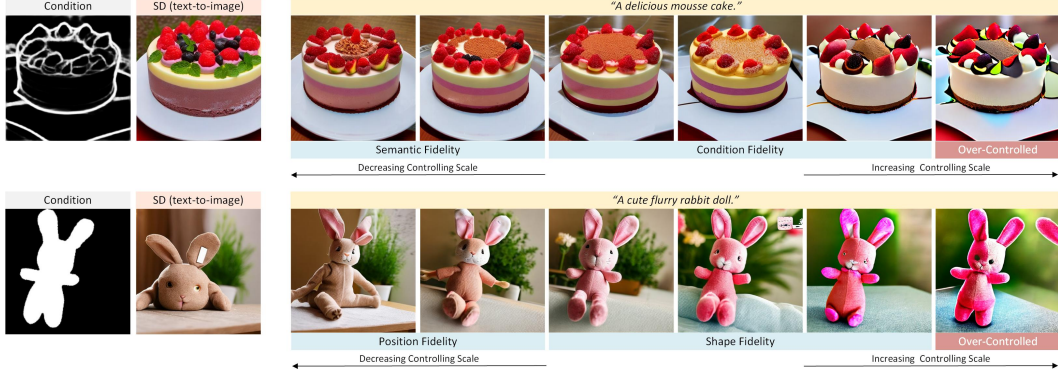 Condition
SD (text-to-image)
“A delicious mousse cake.”
Semantic Fidelity
Condition Fidelity
Over-Controlled
Decreasing Controlling Scale
Increasing Controlling Scale
Condition
SD (text-to-image)
“A cute flurry rabbit doll.”
Position Fidelity
Shape Fidelity
Over-Controlled
Decreasing Controlling Scale
Increasing Controlling Scale